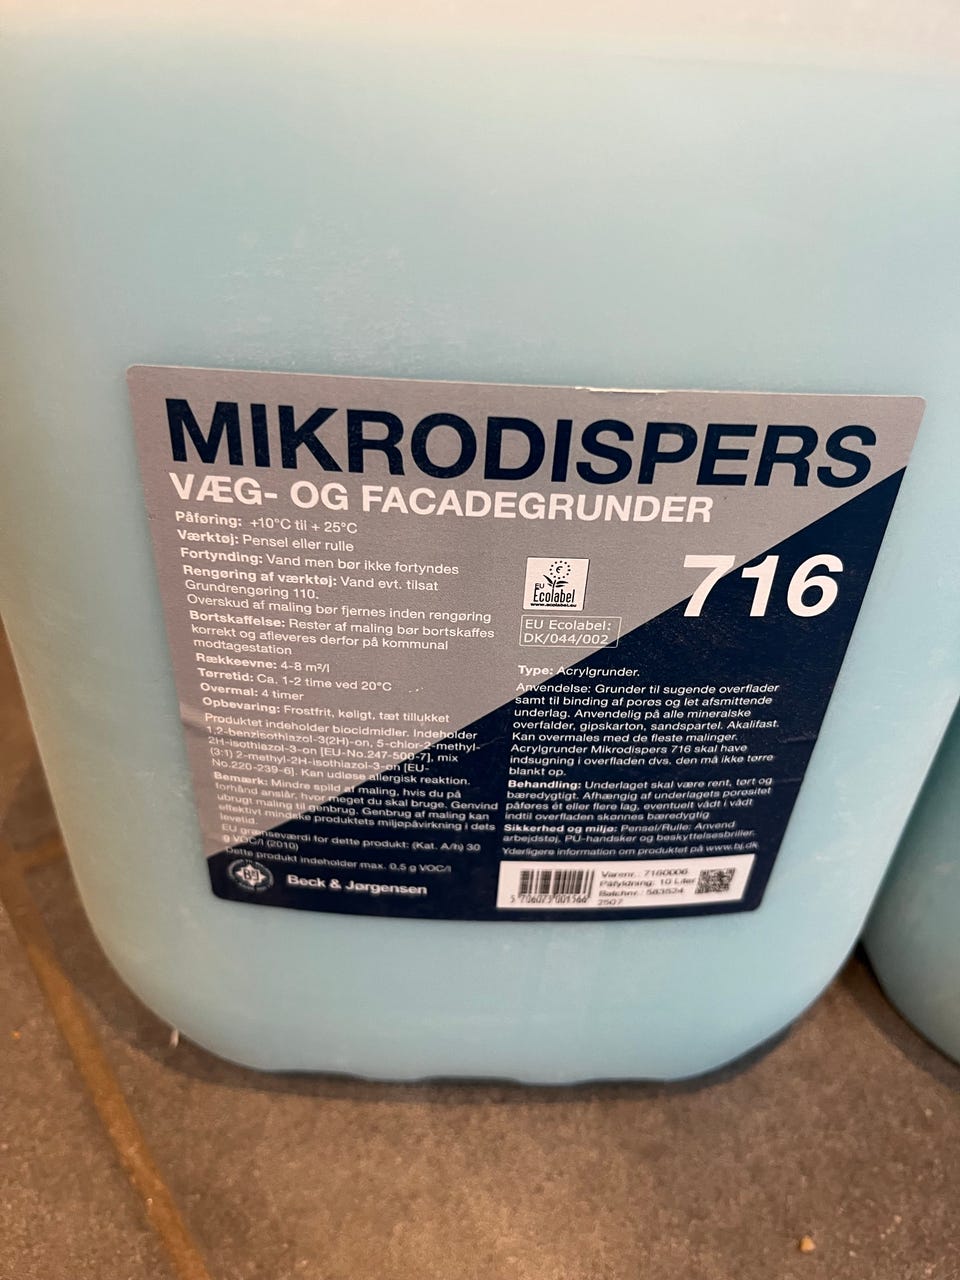 MIKRODISPERS
VÆG- OG FACADEGRUNDER
716
Påføring: +10°C til + 25°C
Værktøj: Pensel eller rulle
Fortynding: Vand men bør ikke fortyndes
Rengøring af værktøj: Vand evt. tilsat
Grundrengøring 110.
Overskud af maling bør fjernes inden rengøring
Bortskaffelse: Rester af maling bør bortskaffes
korrekt og afleveres derfor på kommunal
modtagestation
Rækkeevne: 4-8 m²/l
Tørretid: Ca. 1-2 time ved 20°C
Overmal: 4 timer
Opbevaring: Frostfrit, køligt, tæt tillukket
Produktet indeholder biocidmidler. Indeholder
1,2-benzisothiazol-3(2H)-on, 5-chlor-2-methyl-
2H-isothiazol-3-on [EU-No.247-500-7], mix
(3:1) 2-methyl-2H-isothiazol-3-on [EU-
No.220-239-6]. Kan udløse allergisk reaktion.
Bemærk: Mindre spild af maling, hvis du på
forhånd anslår, hvor meget du skal bruge. Genvind
ubrugt maling til genbrug. Genbrug af maling kan
effektivt mindske produktets miljøpåvirkning i dets
levetid.
EU grænseværdi for dette produkt: (Kat. A/h) 30
g VOC/l (2010)
Dette produkt indeholder max. 0.5 g VOC/l
BJ
Beck & Jørgensen
EU
Ecolabel
www.ecolabel.eu
EU Ecolabel:
DK/044/002
Type: Acrylgrunder.
Anvendelse: Grunder til sugende overflader
samt til binding af porøs og let afsmittende
underlag. Anvendelig på alle mineralske
overfalder, gipskarton, sandspartel. Akalifast.
Kan overmales med de fleste malinger.
Acrylgrunder Mikrodispers 716 skal have
indsugning i overfladen dvs. den må ikke tørre
blankt op.
Behandling: Underlaget skal være rent, tørt og
bæredygtigt. Afhængig af underlagets porøsitet
påføres ét eller flere lag, eventuelt vådt i vådt
indtil overfladen skønnes bæredygtig
Sikkerhed og miljø: Pensel/Rulle: Anvend
arbejdstøj, PU-handsker og beskyttelsesbriller.
Yderligere information om produktet på www.bj.dk
Varenr.: 7160006
Påfyldning: 10 Liter
Batchnr.: 583524
2507
5 706073 001566